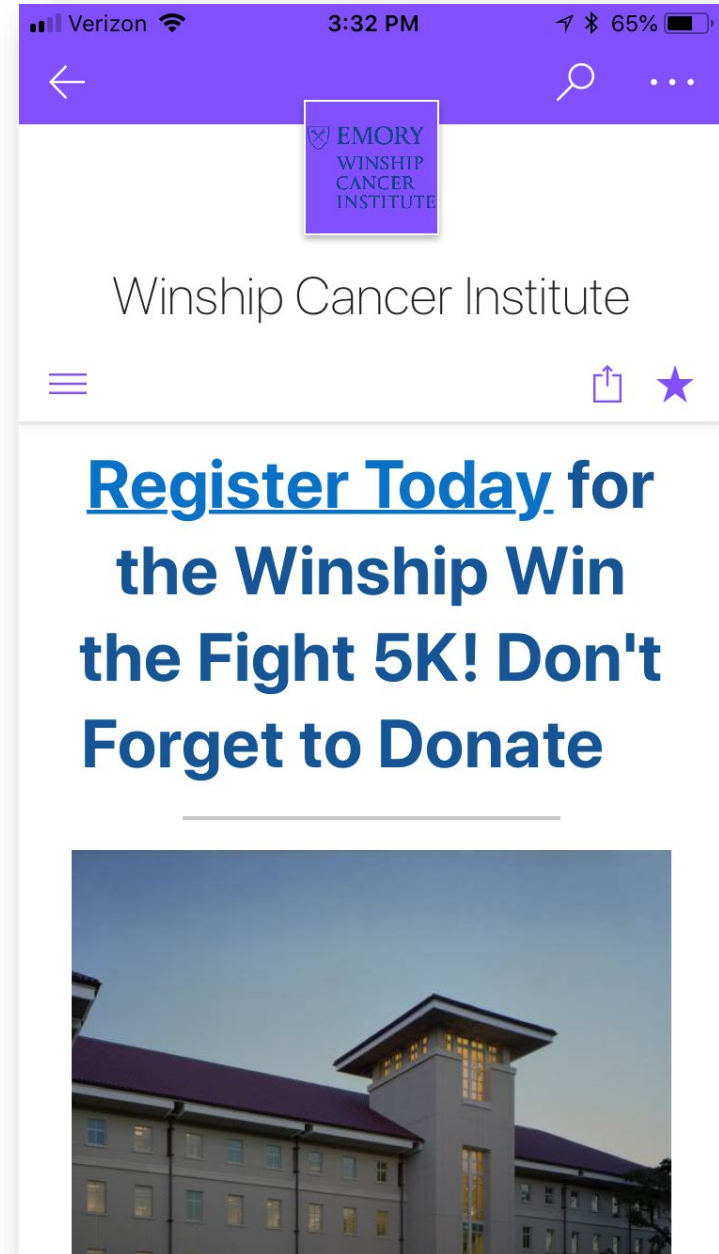 Verizon 3:32 PM 65%
EMORY
WINSHIP
CANCER
INSTITUTE
Winship Cancer Institute
Register Today for
the Winship Win
the Fight 5K! Don't
Forget to Donate